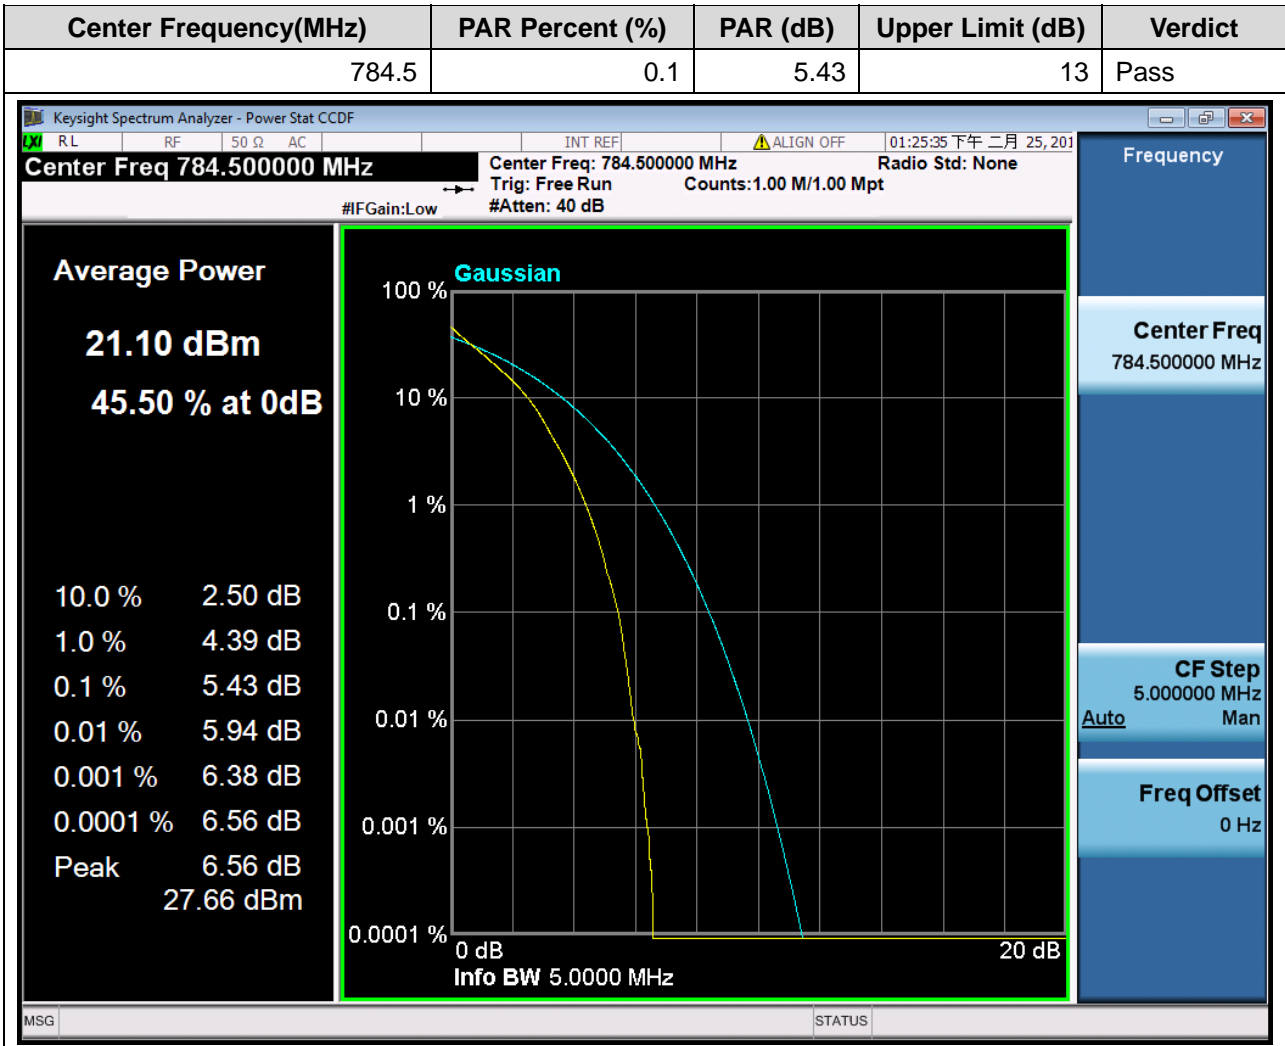 Center Frequency(MHz) PAR Percent (%) PAR (dB) Upper Limit (dB) Verdict
784.5 0.1 5.43 13 Pass
Keysight Spectrum Analyzer - Power Stat CCDF
LXI RL RF 50 Ω AC INT REF ALIGN OFF 01:25:35 下午 二月 25, 201
Center Freq 784.500000 MHz
Center Freq: 784.500000 MHz Radio Std: None
Trig: Free Run Counts:1.00 M/1.00 Mpt
#IFGain:Low #Atten: 40 dB
Frequency
Average Power
21.10 dBm
45.50 % at 0dB
10.0 % 2.50 dB
1.0 % 4.39 dB
0.1 % 5.43 dB
0.01 % 5.94 dB
0.001 % 6.38 dB
0.0001 % 6.56 dB
Peak 6.56 dB
27.66 dBm
Gaussian
100 %
10 %
1 %
0.1 %
0.01 %
0.001 %
0.0001 %
0 dB 20 dB
Info BW 5.0000 MHz
Center Freq
784.500000 MHz
CF Step
5.000000 MHz
Auto Man
Freq Offset
0 Hz
MSG STATUS